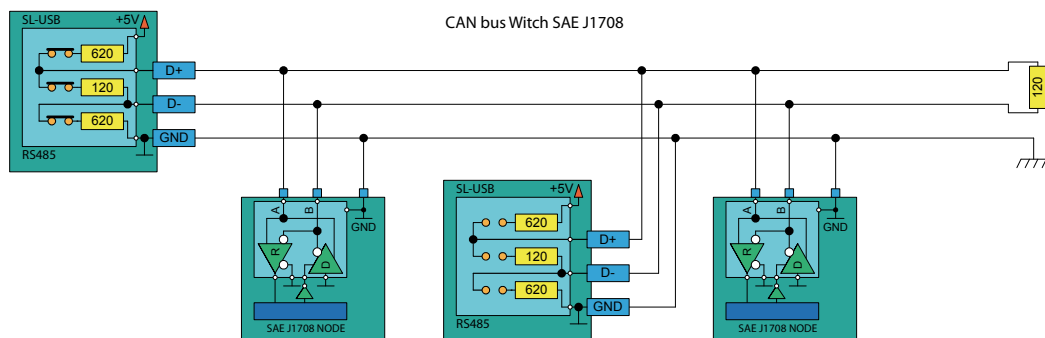 CAN bus Witch SAE J1708
SL-USB
+5V
620
120
620
RS485
D+
D-
GND
120
A
B
GND
R
D
SAE J1708 NODE
SL-USB
+5V
620
120
620
RS485
D+
D-
GND
A
B
GND
R
D
SAE J1708 NODE